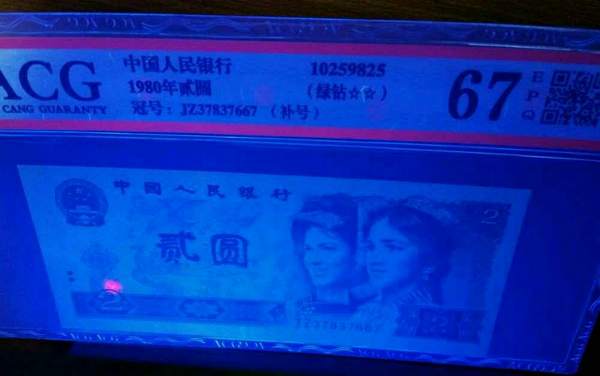 ACG
CANG GUARANTY
中国人民银行
1980年贰圆
冠号：JZ37837667（补号）
10259825
（绿钻☆☆）
67
EPQ
中国人民银行
贰圆
2
2
JZ37837667